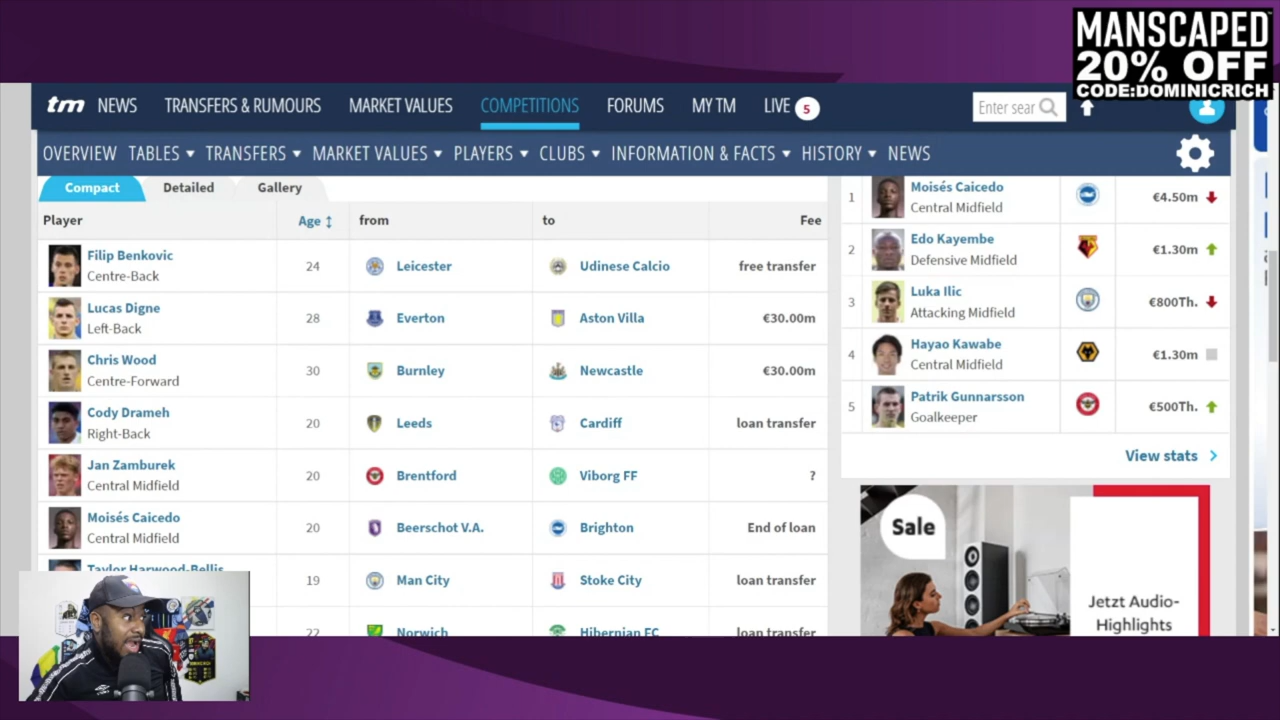 MANSCAPED
20% OFF
CODE:DOMINICRICH
tm NEWS TRANSFERS & RUMOURS MARKET VALUES COMPETITIONS FORUMS MY TM LIVE 5 Enter sear
OVERVIEW TABLES TRANSFERS MARKET VALUES PLAYERS CLUBS INFORMATION & FACTS HISTORY NEWS
Compact Detailed Gallery
Player Age from to Fee
Filip Benkovic
Centre-Back
24 Leicester Udinese Calcio free transfer
Lucas Digne
Left-Back
28 Everton Aston Villa €30.00m
Chris Wood
Centre-Forward
30 Burnley Newcastle €30.00m
Cody Drameh
Right-Back
20 Leeds Cardiff loan transfer
Jan Zamburek
Central Midfield
20 Brentford Viborg FF ?
Moisés Caicedo
Central Midfield
20 Beerschot V.A. Brighton End of loan
Taylor Harwood-Bellis
19 Man City Stoke City loan transfer
22 Norwich Hibernian FC loan transfer
1 Moisés Caicedo
Central Midfield
€4.50m
2 Edo Kayembe
Defensive Midfield
€1.30m
3 Luka Ilic
Attacking Midfield
€800Th.
4 Hayao Kawabe
Central Midfield
€1.30m
5 Patrik Gunnarsson
Goalkeeper
€500Th.
View stats
Sale
Jetzt Audio-
Highlights